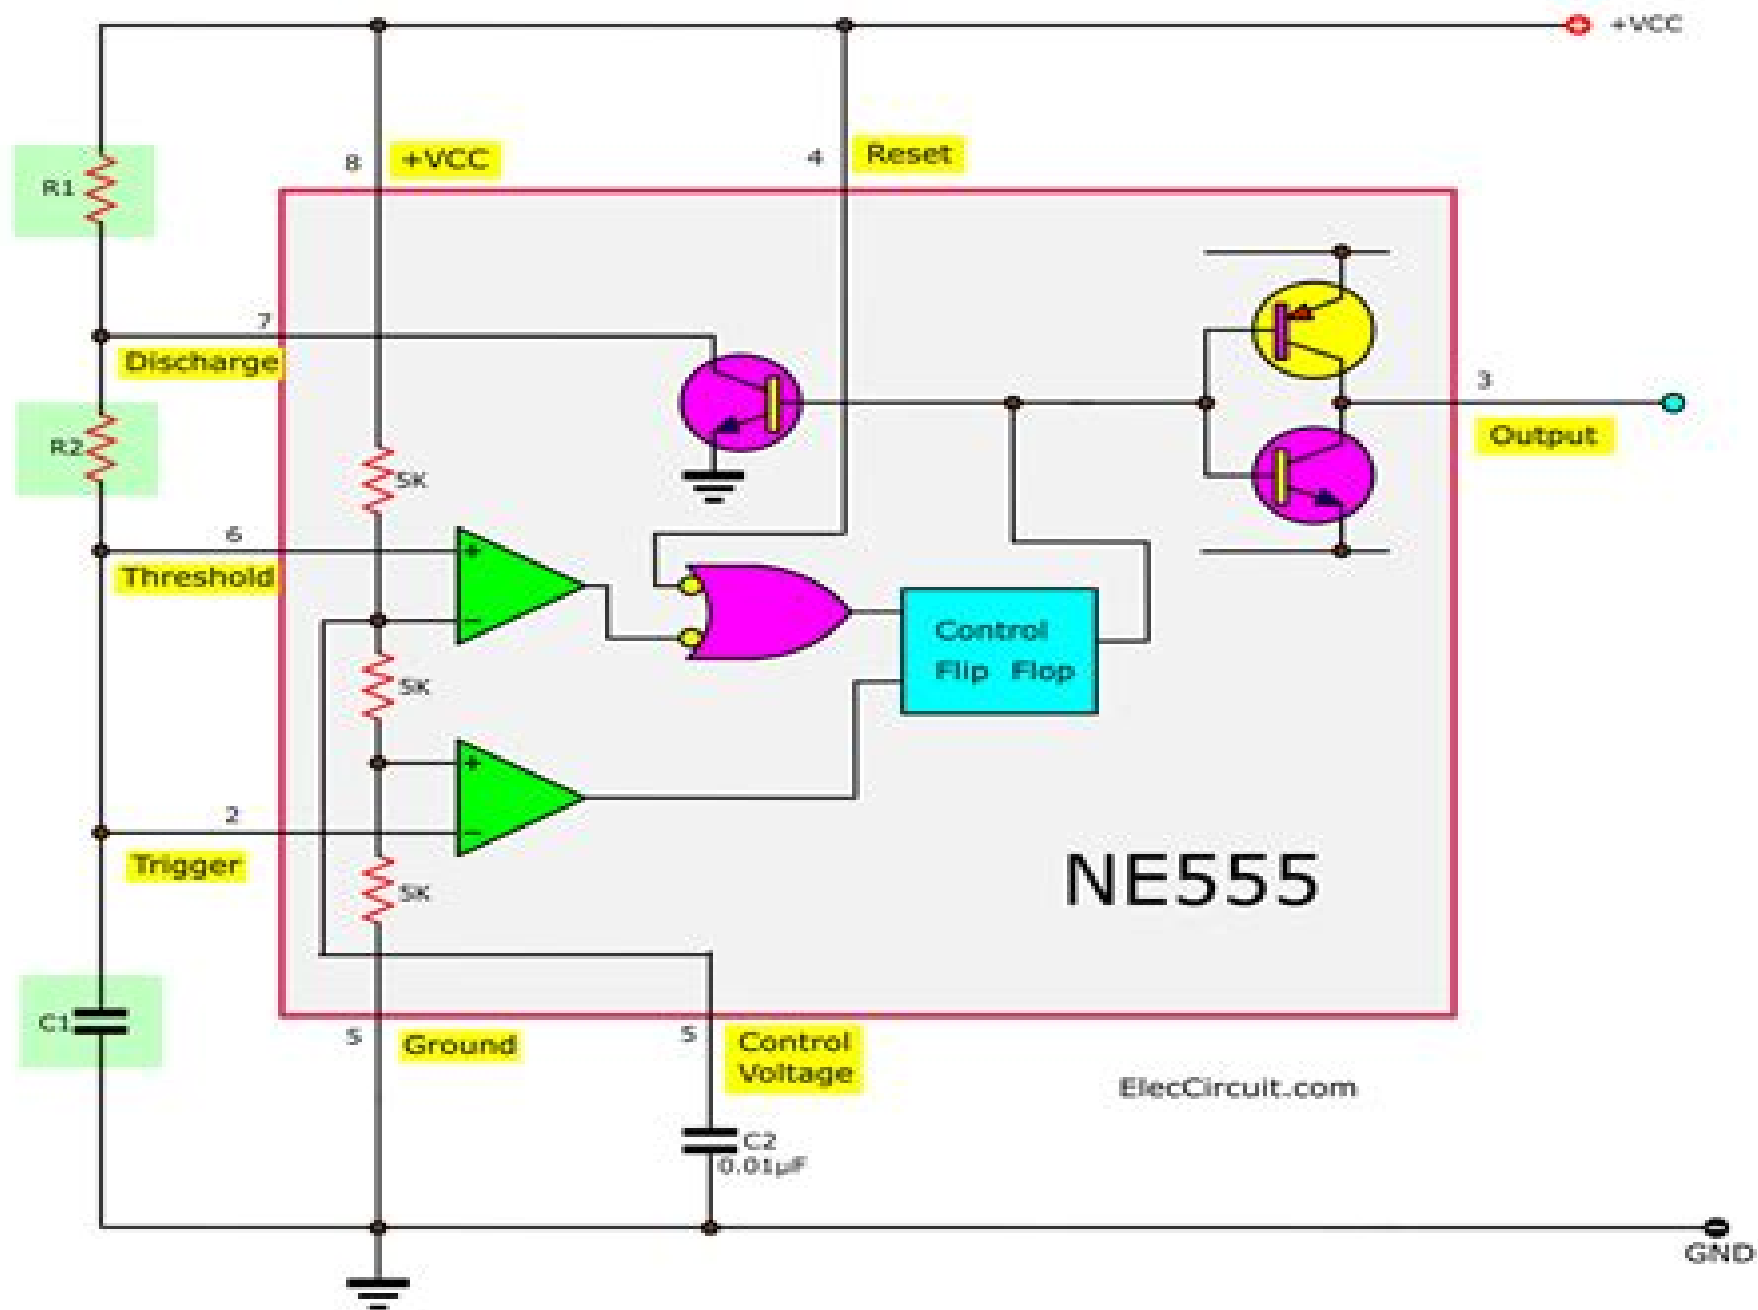 +VCC
8
+VCC
4
Reset
R1
7
Discharge
3
Output
R2
5K
6
Threshold
+
−
Control
Flip Flop
5K
+
2
−
Trigger
5K
NE555
C1
5
Ground
5
Control
Voltage
ElecCircuit.com
C2
0.01µF
GND